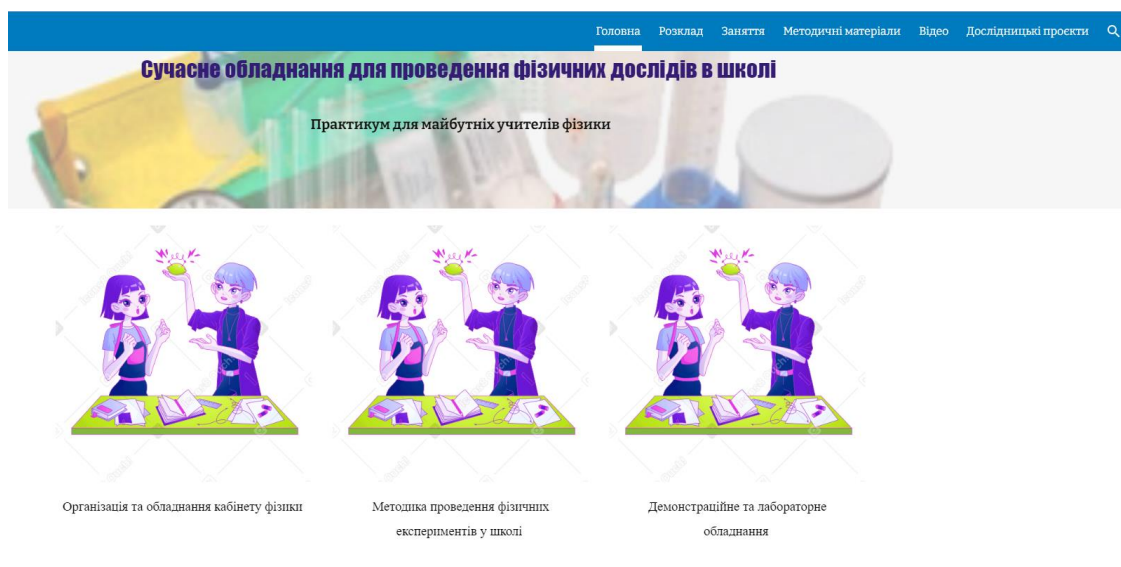 Головна Розклад Заняття Методичні матеріали Відео Дослідницькі проєкти
Сучасне обладнання для проведення фізичних дослідів в школі
Практикум для майбутніх учителів фізики
Організація та обладнання кабінету фізики
Методика проведення фізичних
експериментів у школі
Демонстраційне та лабораторне
обладнання